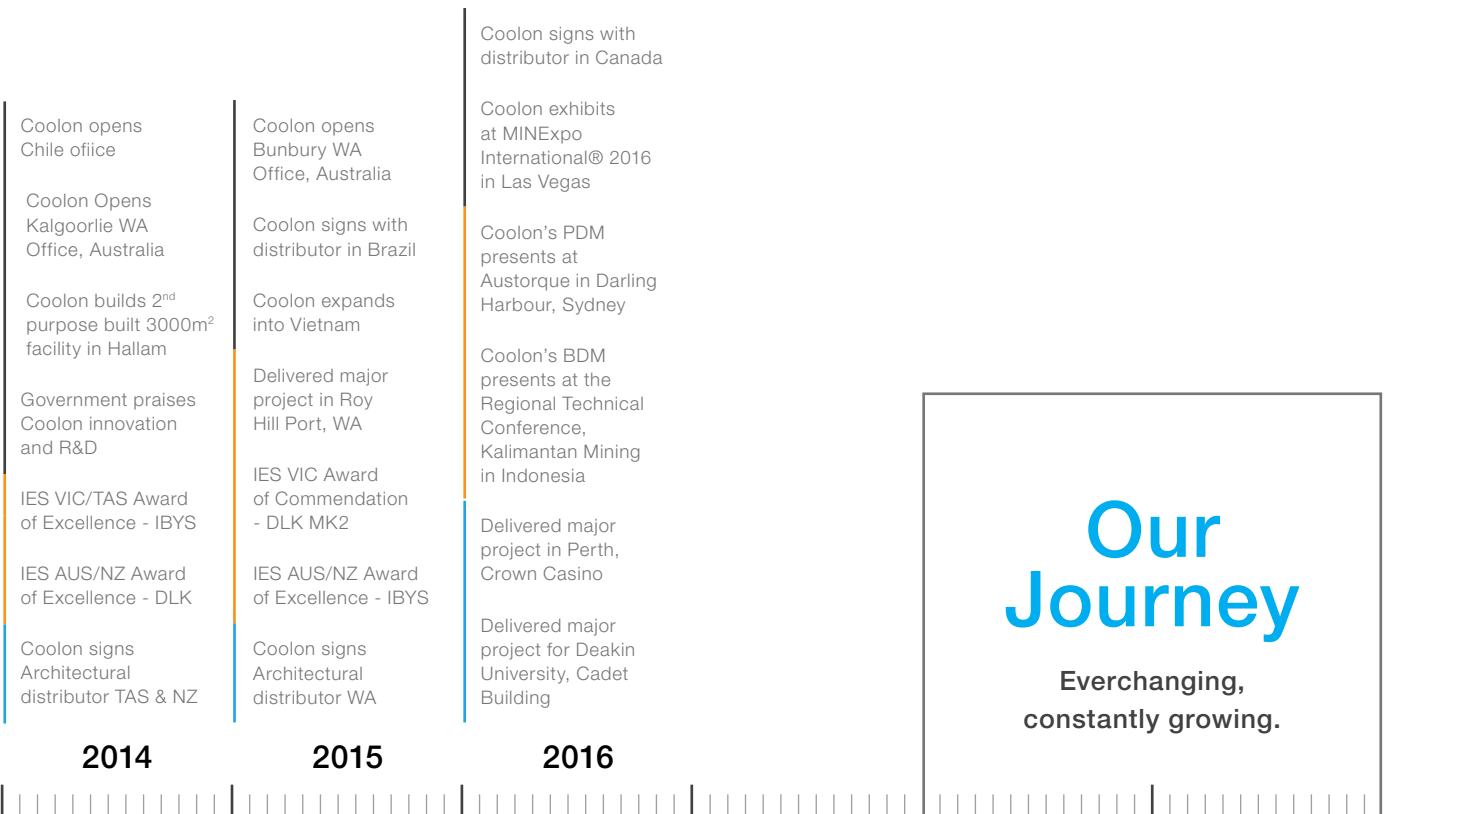 Coolon opens
Chile ofiice
Coolon Opens
Kalgoorlie WA
Office, Australia
Coolon builds 2nd
purpose built 3000m2
facility in Hallam
Government praises
Coolon innovation
and R&D
IES VIC/TAS Award
of Excellence - IBYS
IES AUS/NZ Award
of Excellence - DLK
Coolon signs
Architectural
distributor TAS & NZ
2014
Coolon opens
Bunbury WA
Office, Australia
Coolon signs with
distributor in Brazil
Coolon expands
into Vietnam
Delivered major
project in Roy
Hill Port, WA
IES VIC Award
of Commendation
- DLK MK2
IES AUS/NZ Award
of Excellence - IBYS
Coolon signs
Architectural
distributor WA
2015
Coolon signs with
distributor in Canada
Coolon exhibits
at MINExpo
International® 2016
in Las Vegas
Coolon’s PDM
presents at
Austorque in Darling
Harbour, Sydney
Coolon’s BDM
presents at the
Regional Technical
Conference,
Kalimantan Mining
in Indonesia
Delivered major
project in Perth,
Crown Casino
Delivered major
project for Deakin
University, Cadet
Building
2016
Our
Journey
Everchanging,
constantly growing.